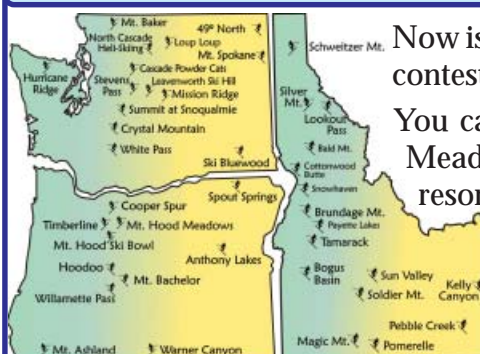 Mt. Baker
49º North
North Cascade
Heli-Skiing
Loup Loup
Mt. Spokane
Cascade Powder Cats
Hurricane
Ridge
Stevens
Pass
Leavenworth Ski Hill
Mission Ridge
Summit at Snoqualmie
Crystal Mountain
White Pass
Ski Bluewood
Cooper Spur
Spout Springs
Timberline
Mt. Hood Meadows
Mt. Hood Ski Bowl
Anthony Lakes
Hoodoo
Mt. Bachelor
Willamette Pass
Mt. Ashland
Warner Canyon
Schweitzer Mt.
Silver
Mt.
Lookout
Pass
Bald Mt.
Cottonwood
Butte
Snowhaven
Brundage Mt.
Payette Lakes
Tamarack
Bogus
Basin
Sun Valley
Soldier Mt.
Kelly
Canyon
Pebble Creek
Magic Mt.
Pomerelle
Now is
contest
You ca
Mead
resor